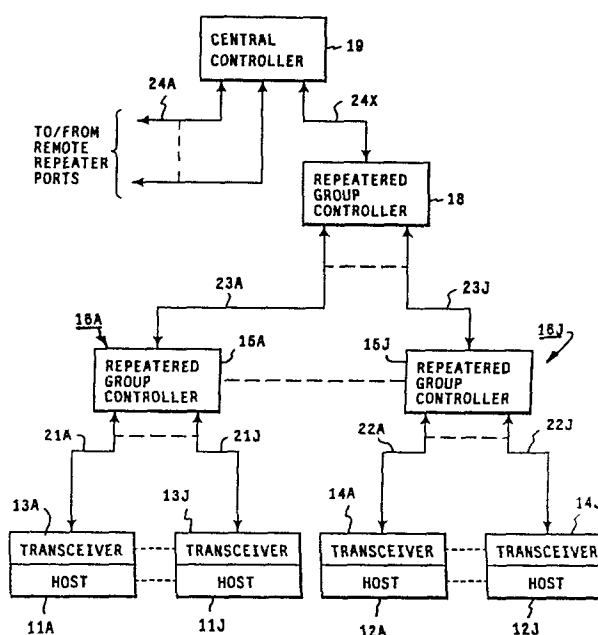 CENTRAL
CONTROLLER
19
24A
24X
TO/FROM
REMOTE
REPEATER
PORTS
REPEATERED
GROUP
CONTROLLER
18
23A
23J
16A
15A
15J
16J
REPEATERED
GROUP
CONTROLLER
REPEATERED
GROUP
CONTROLLER
21A
21J
22A
22J
13A
13J
14A
14J
TRANSCEIVER
TRANSCEIVER
TRANSCEIVER
TRANSCEIVER
HOST
HOST
HOST
HOST
11A
11J
12A
12J